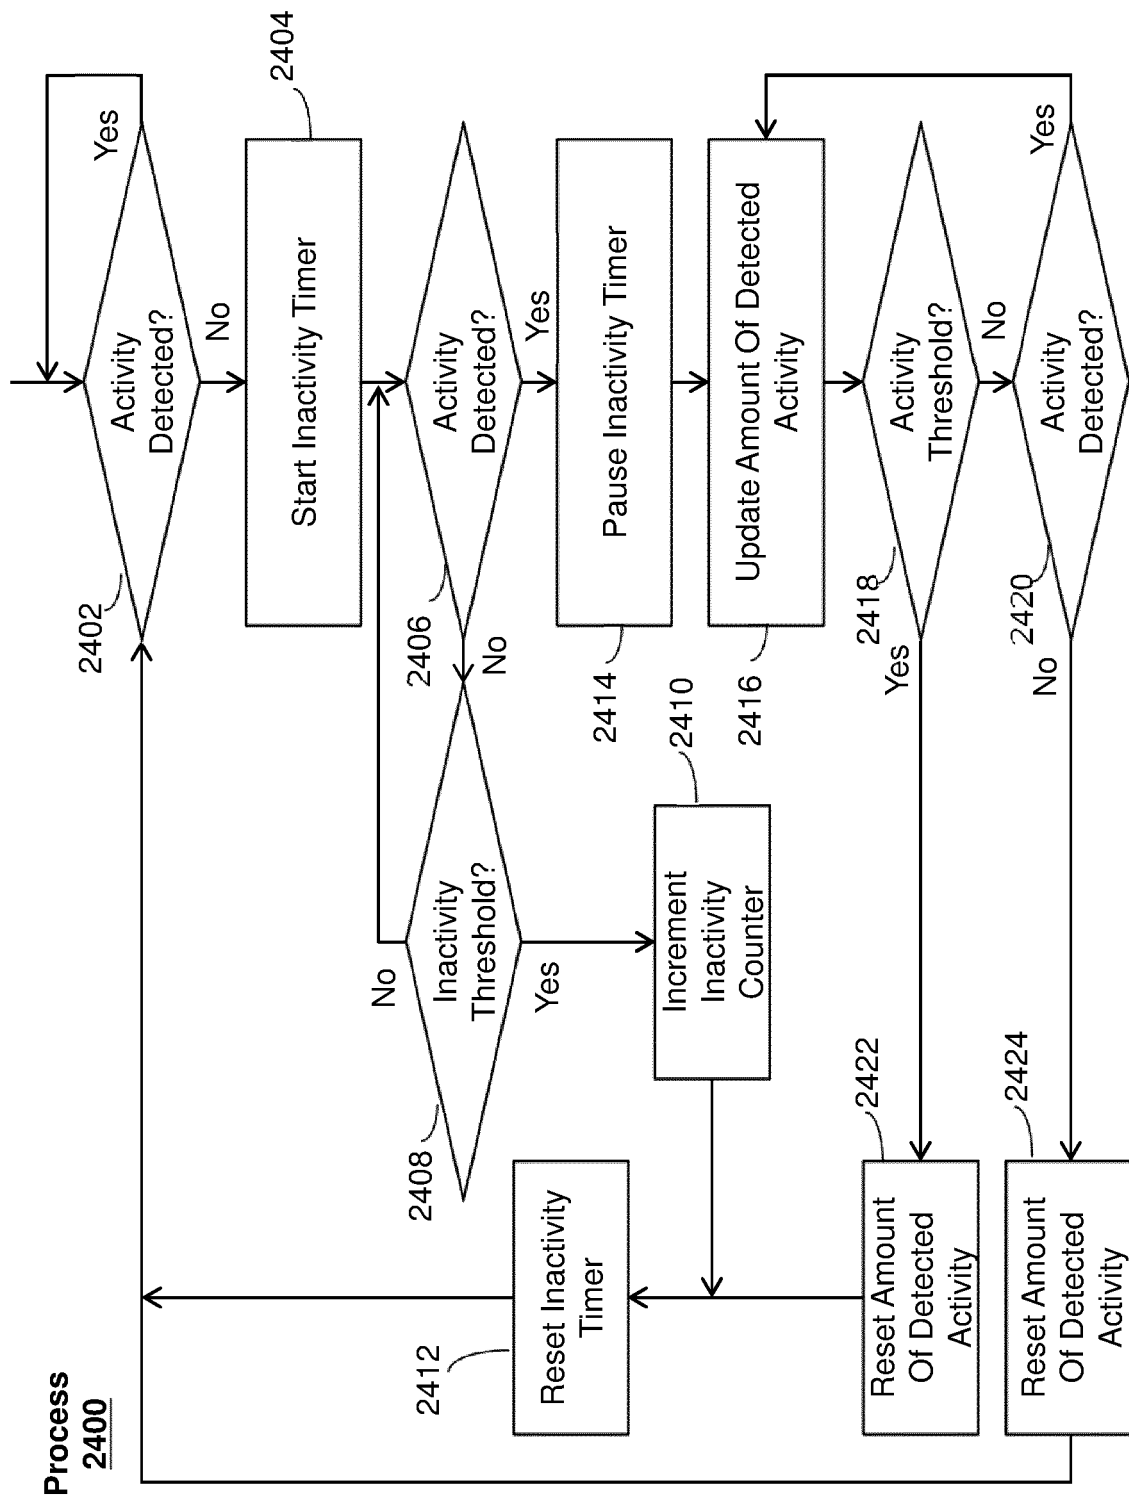 Process
2400
Activity
Detected?
2402
Yes
No
Start Inactivity Timer
2404
Activity
Detected?
2406
No
Yes
Inactivity
Threshold?
2408
No
Yes
Increment
Inactivity
Counter
2410
Reset Inactivity
Timer
2412
Pause Inactivity Timer
2414
Update Amount Of Detected
Activity
2416
Activity
Threshold?
2418
Yes
No
Activity
Detected?
2420
Yes
No
Reset Amount
Of Detected
Activity
2422
Reset Amount
Of Detected
Activity
2424